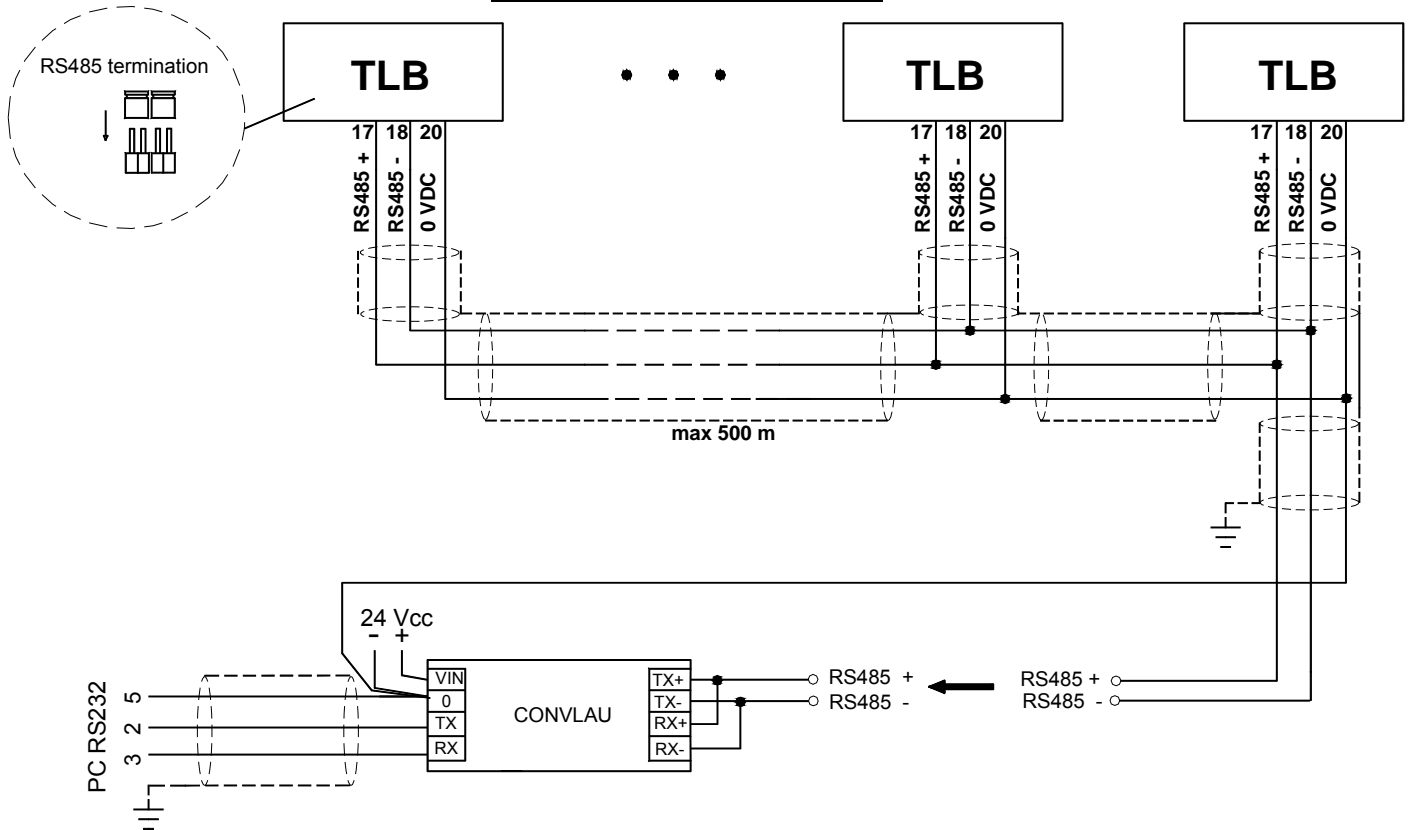 RS485 termination
TLB
TLB
TLB
17 18 20
17 18 20
17 18 20
RS485 +
RS485 -
0 VDC
RS485 +
RS485 -
0 VDC
RS485 +
RS485 -
0 VDC
max 500 m
24 Vcc
- +
PC RS232
5
2
3
VIN
0
TX
RX
CONVLAU
TX+
TX-
RX+
RX-
RS485 +
RS485 -
RS485 +
RS485 -